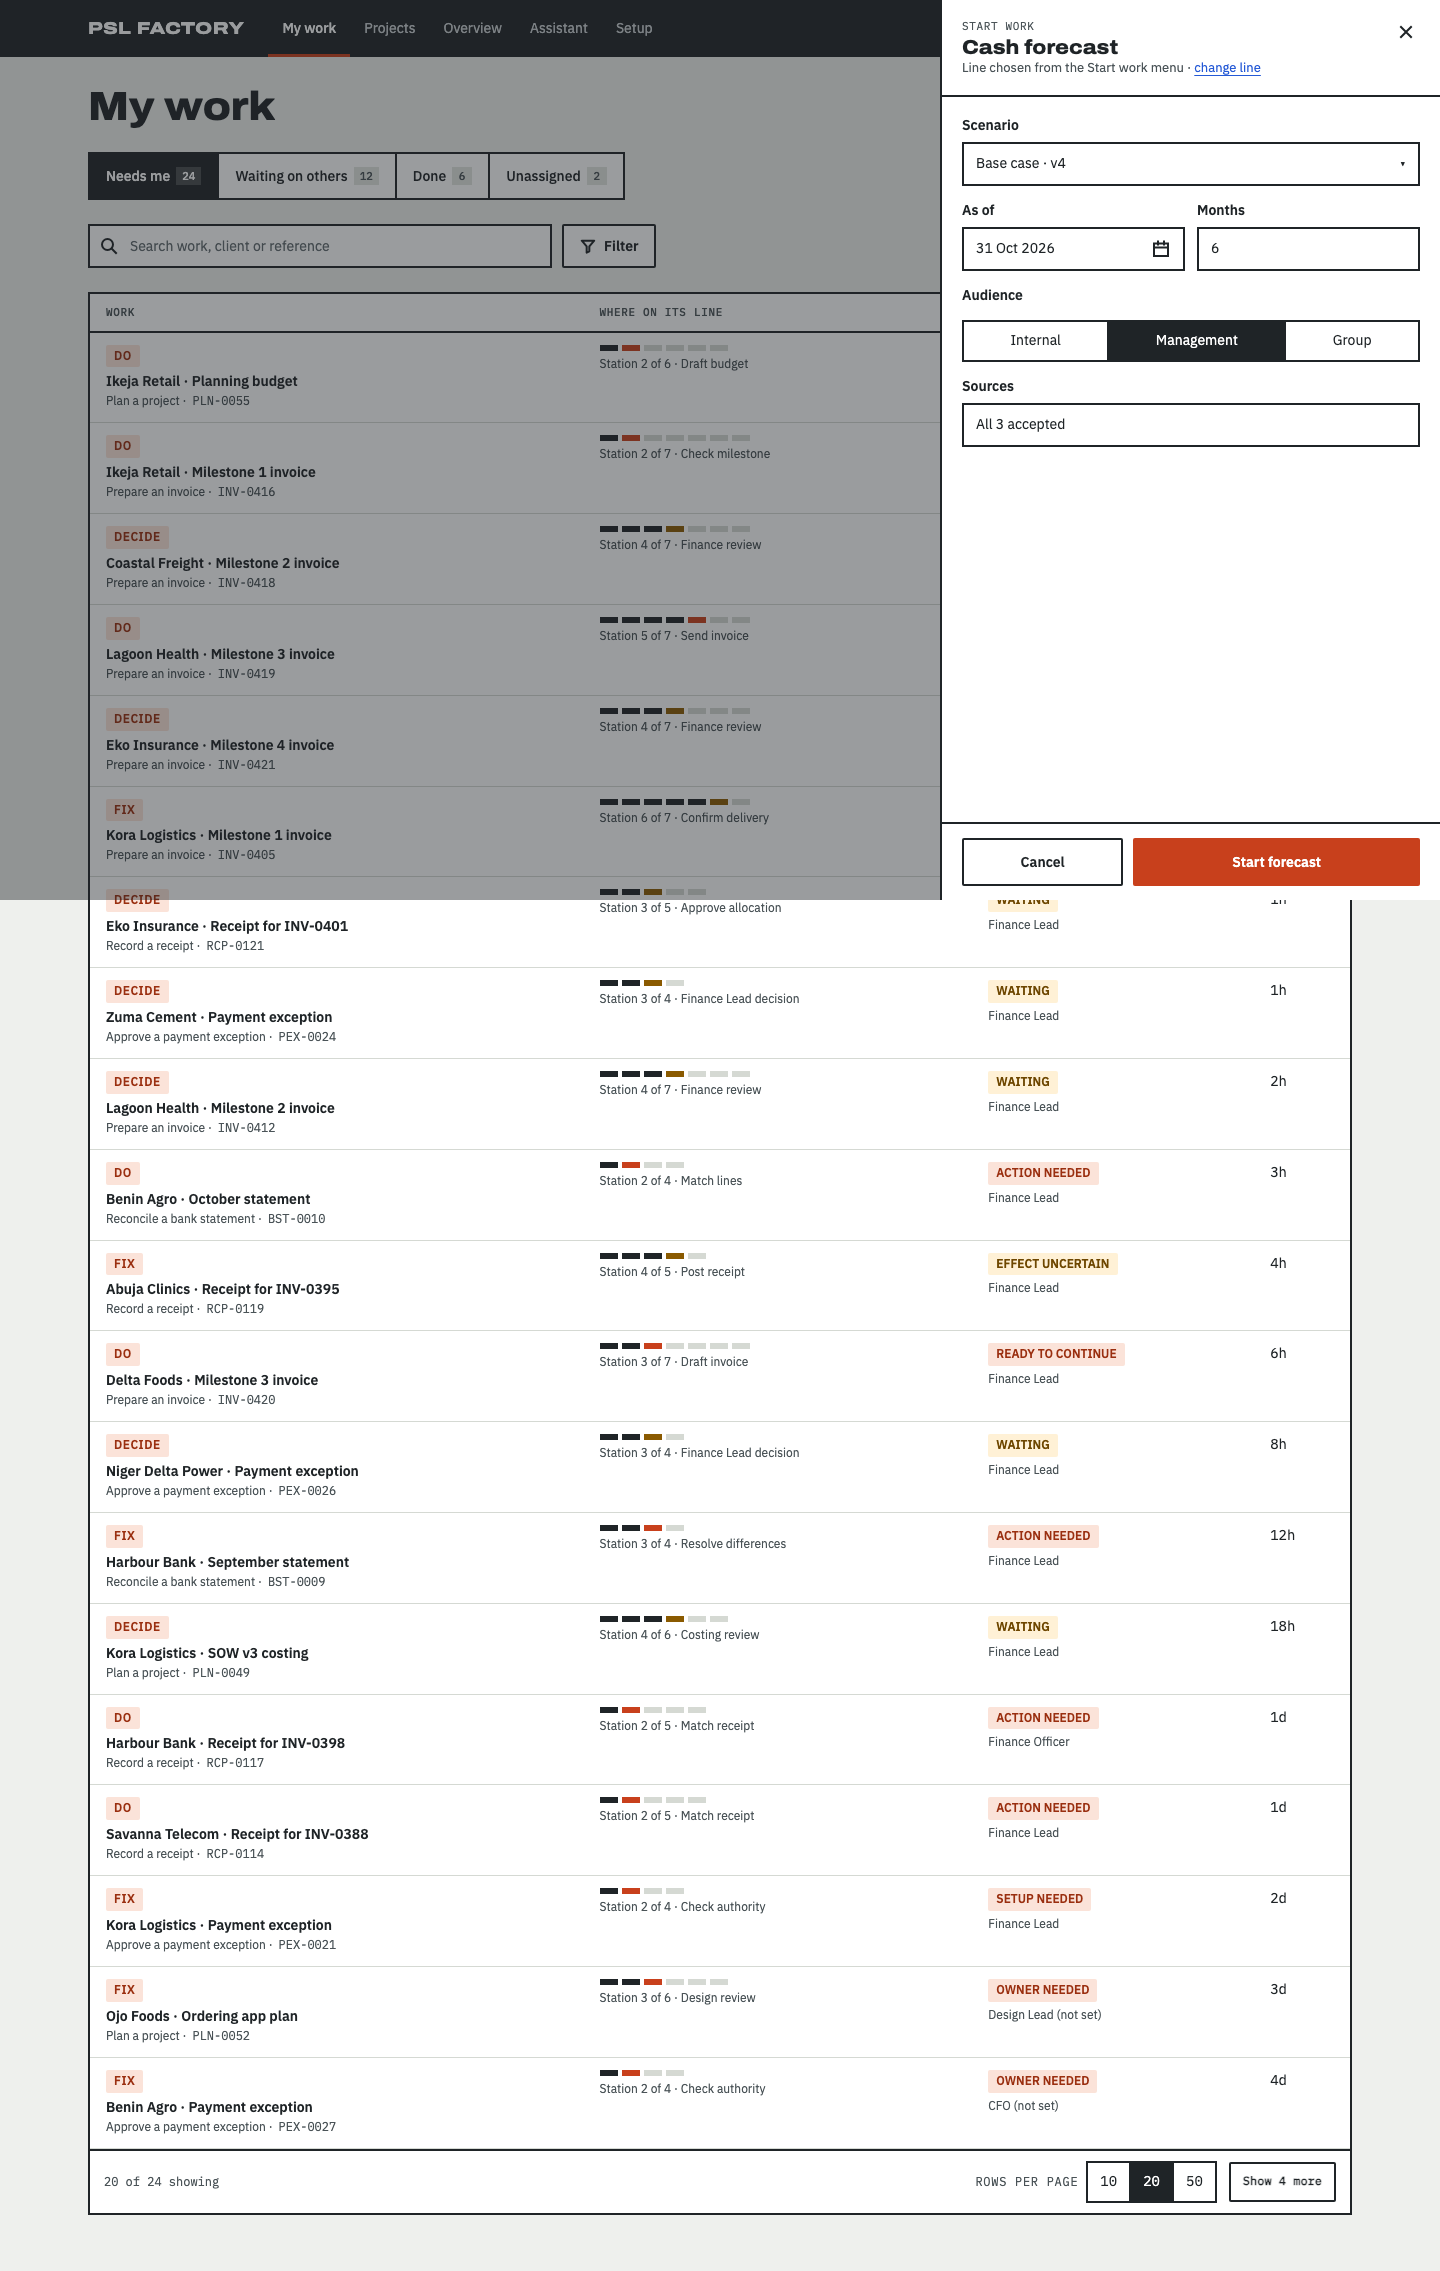 PSL FACTORY
My work
Projects
Overview
Assistant
Setup
My work
Needs me 24
Waiting on others 12
Done 6
Unassigned 2
Search work, client or reference
Filter
WORK
WHERE ON ITS LINE
DO
Ikeja Retail · Planning budget
Plan a project · PLN-0055
Station 2 of 6 · Draft budget
DO
Ikeja Retail · Milestone 1 invoice
Prepare an invoice · INV-0416
Station 2 of 7 · Check milestone
DECIDE
Coastal Freight · Milestone 2 invoice
Prepare an invoice · INV-0418
Station 4 of 7 · Finance review
DO
Lagoon Health · Milestone 3 invoice
Prepare an invoice · INV-0419
Station 5 of 7 · Send invoice
DECIDE
Eko Insurance · Milestone 4 invoice
Prepare an invoice · INV-0421
Station 4 of 7 · Finance review
FIX
Kora Logistics · Milestone 1 invoice
Prepare an invoice · INV-0405
Station 6 of 7 · Confirm delivery
START WORK
Cash forecast
Line chosen from the Start work menu · change line
Scenario
Base case · v4
As of
Months
31 Oct 2026
6
Audience
Internal
Management
Group
Sources
All 3 accepted
Cancel
Start forecast
DECIDE
Eko Insurance · Receipt for INV-0401
Record a receipt · RCP-0121
Station 3 of 5 · Approve allocation
WAITING
Finance Lead
1h
DECIDE
Zuma Cement · Payment exception
Approve a payment exception · PEX-0024
Station 3 of 4 · Finance Lead decision
WAITING
Finance Lead
1h
DECIDE
Lagoon Health · Milestone 2 invoice
Prepare an invoice · INV-0412
Station 4 of 7 · Finance review
WAITING
Finance Lead
2h
DO
Benin Agro · October statement
Reconcile a bank statement · BST-0010
Station 2 of 4 · Match lines
ACTION NEEDED
Finance Lead
3h
FIX
Abuja Clinics · Receipt for INV-0395
Record a receipt · RCP-0119
Station 4 of 5 · Post receipt
EFFECT UNCERTAIN
Finance Lead
4h
DO
Delta Foods · Milestone 3 invoice
Prepare an invoice · INV-0420
Station 3 of 7 · Draft invoice
READY TO CONTINUE
Finance Lead
6h
DECIDE
Niger Delta Power · Payment exception
Approve a payment exception · PEX-0026
Station 3 of 4 · Finance Lead decision
WAITING
Finance Lead
8h
FIX
Harbour Bank · September statement
Reconcile a bank statement · BST-0009
Station 3 of 4 · Resolve differences
ACTION NEEDED
Finance Lead
12h
DECIDE
Kora Logistics · SOW v3 costing
Plan a project · PLN-0049
Station 4 of 6 · Costing review
WAITING
Finance Lead
18h
DO
Harbour Bank · Receipt for INV-0398
Record a receipt · RCP-0117
Station 2 of 5 · Match receipt
ACTION NEEDED
Finance Officer
1d
DO
Savanna Telecom · Receipt for INV-0388
Record a receipt · RCP-0114
Station 2 of 5 · Match receipt
ACTION NEEDED
Finance Lead
1d
FIX
Kora Logistics · Payment exception
Approve a payment exception · PEX-0021
Station 2 of 4 · Check authority
SETUP NEEDED
Finance Lead
2d
FIX
Ojo Foods · Ordering app plan
Plan a project · PLN-0052
Station 3 of 6 · Design review
OWNER NEEDED
Design Lead (not set)
3d
FIX
Benin Agro · Payment exception
Approve a payment exception · PEX-0027
Station 2 of 4 · Check authority
OWNER NEEDED
CFO (not set)
4d
20 of 24 showing
ROWS PER PAGE
10
20
50
Show 4 more